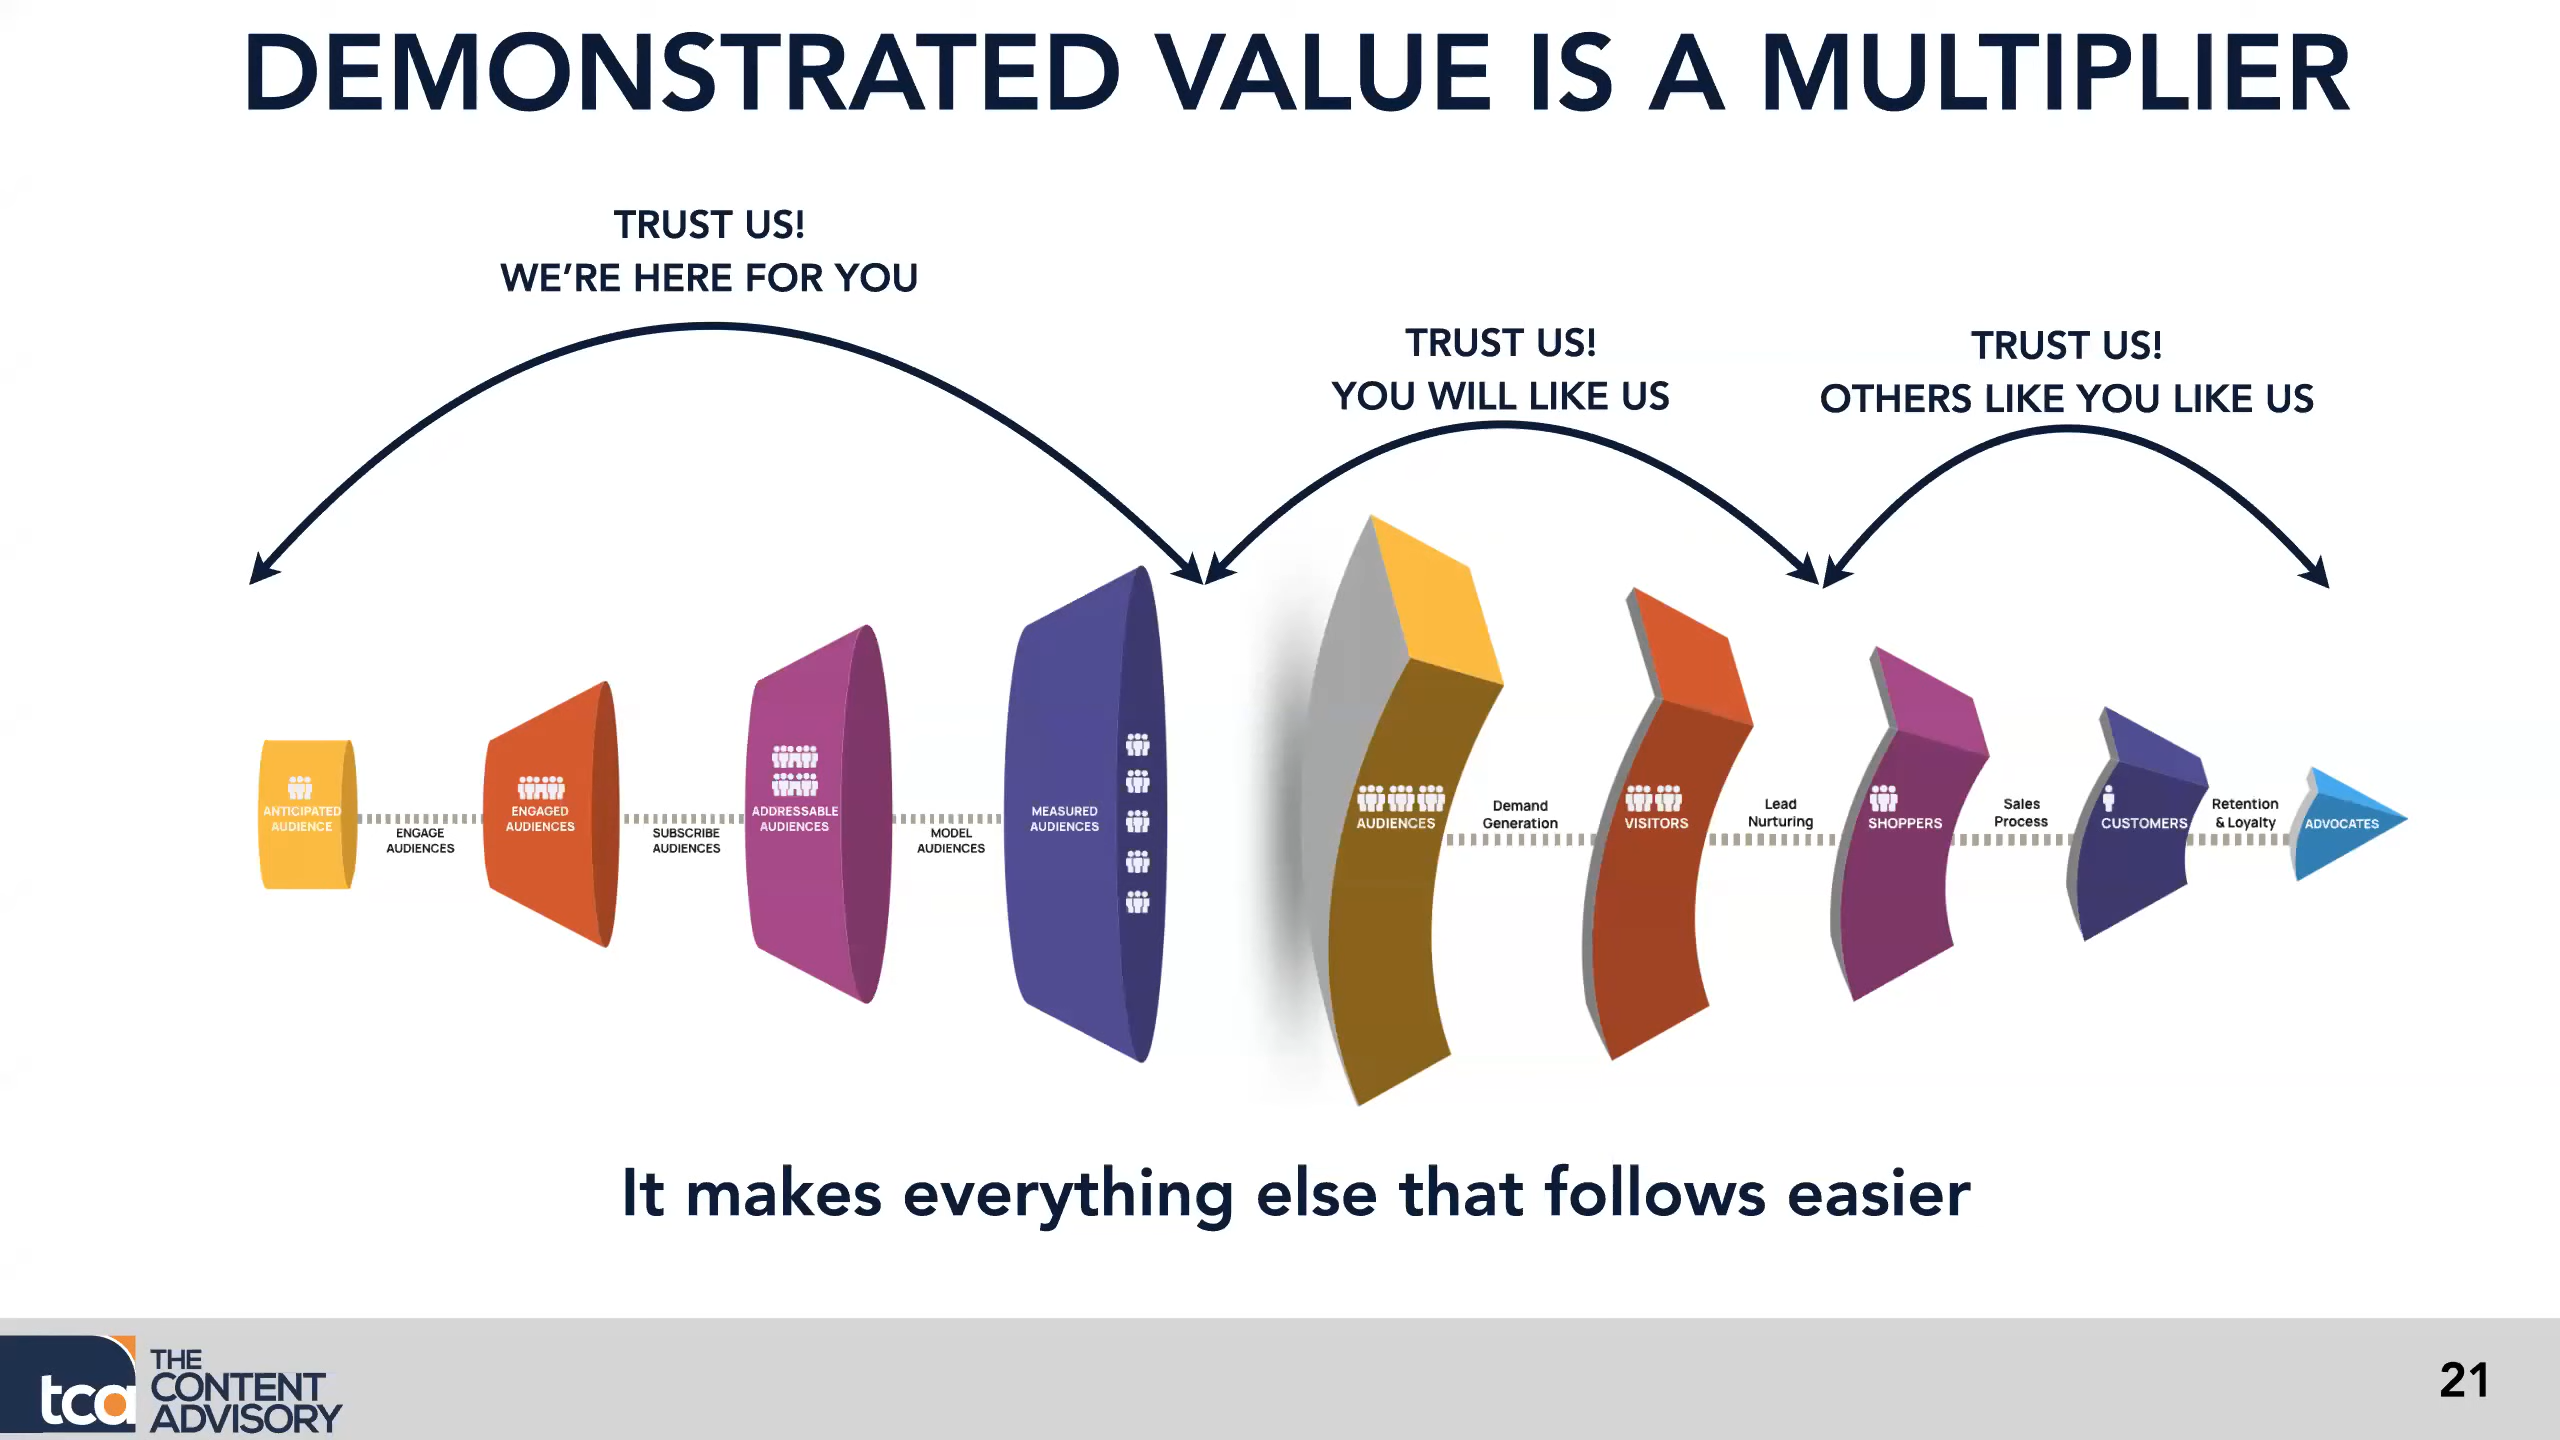 DEMONSTRATED VALUE IS A MULTIPLIER
TRUST US!
WE'RE HERE FOR YOU
TRUST US!
YOU WILL LIKE US
TRUST US!
OTHERS LIKE YOU LIKE US
ANTICIPATED
AUDIENCE
ENGAGE
AUDIENCES
ENGAGED
AUDIENCES
SUBSCRIBE
AUDIENCES
ADDRESSABLE
AUDIENCES
MODEL
AUDIENCES
MEASURED
AUDIENCES
AUDIENCES
Demand
Generation
VISITORS
Lead
Nurturing
SHOPPERS
Sales
Process
CUSTOMERS
Retention
& Loyalty
ADVOCATES
It makes everything else that follows easier
tca
THE
CONTENT
ADVISORY
21